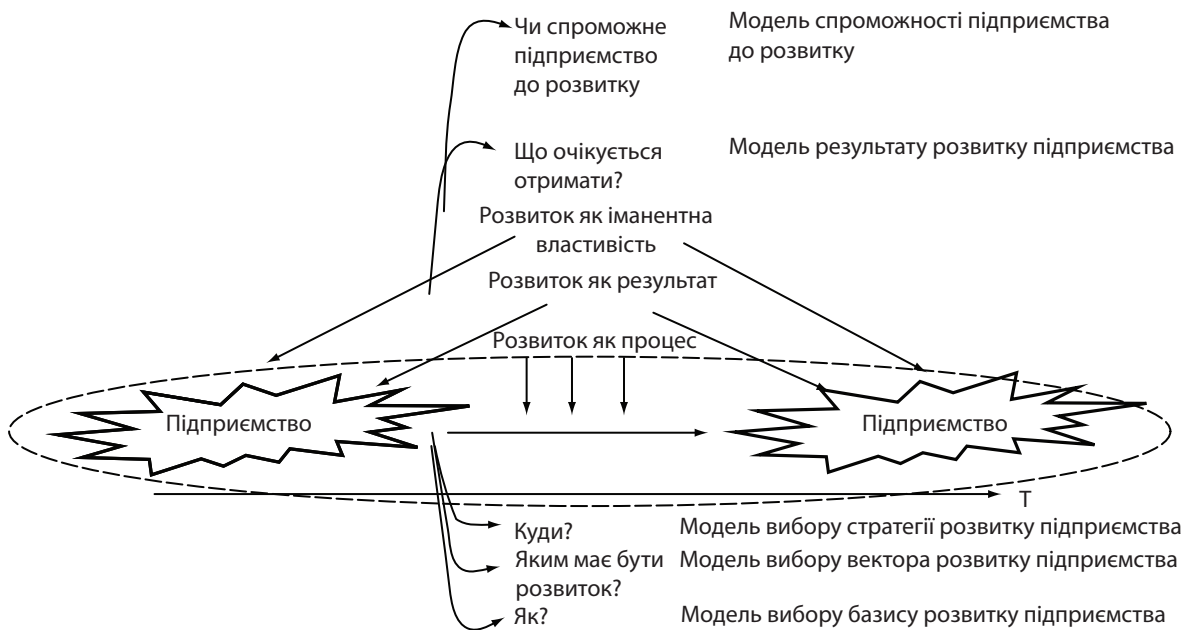 Чи спроможне
підприємство
до розвитку
Модель спроможності підприємства
до розвитку
Що очікується
отримати?
Модель результату розвитку підприємства
Розвиток як іманентна
властивість
Розвиток як результат
Розвиток як процес
Підприємство
Підприємство
Т
Куди?
Модель вибору стратегії розвитку підприємства
Яким має бути
розвиток?
Модель вибору вектора розвитку підприємства
Як?
Модель вибору базису розвитку підприємства